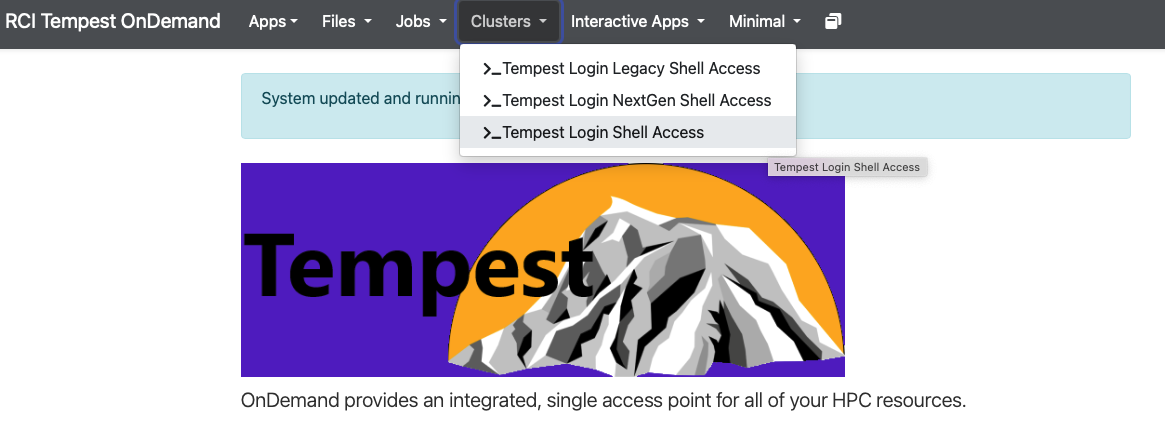 RCI Tempest OnDemand Apps Files Jobs Clusters Interactive Apps Minimal
>_Tempest Login Legacy Shell Access
System updated and runnin
>_Tempest Login NextGen Shell Access
>_Tempest Login Shell Access
Tempest Login Shell Access
Tempest
OnDemand provides an integrated, single access point for all of your HPC resources.